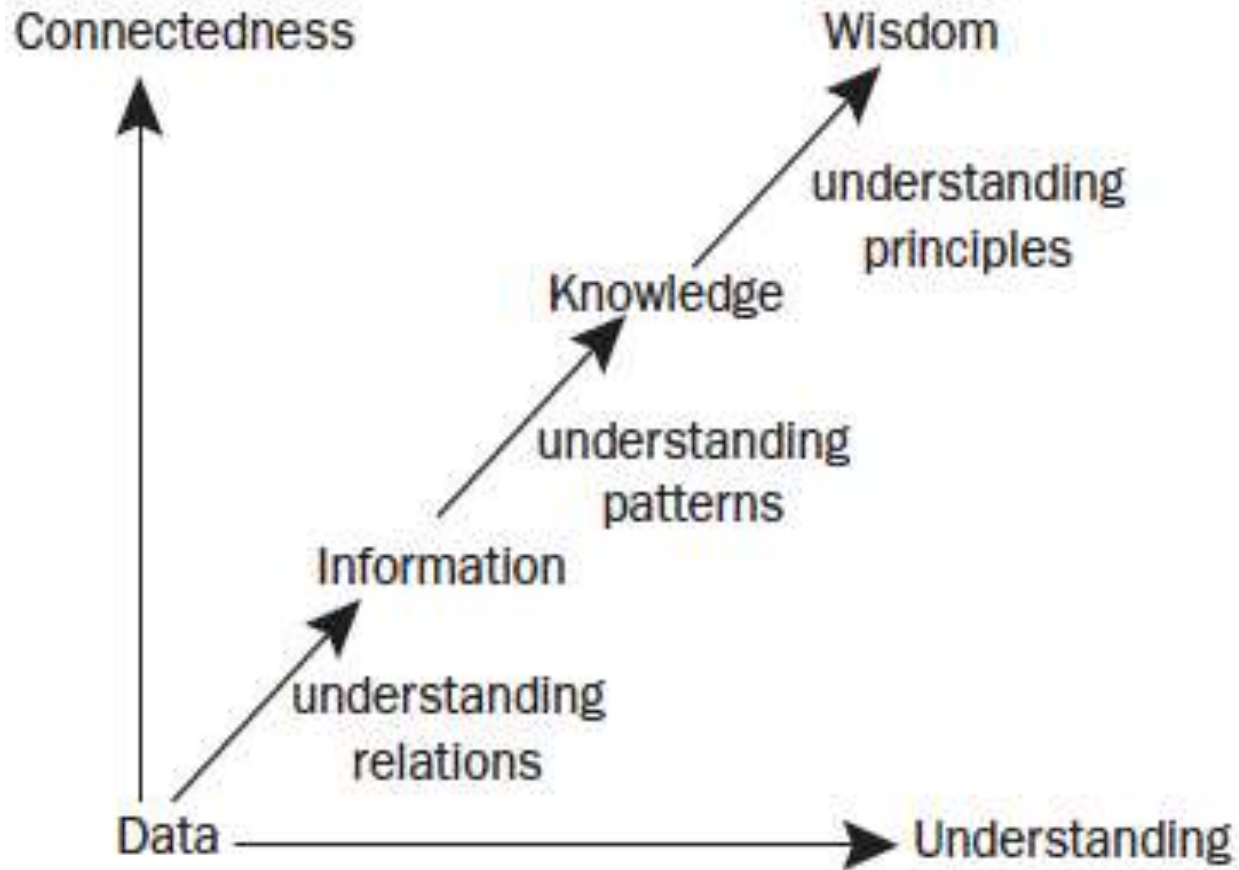 Connectedness
Wisdom
understanding
principles
Knowledge
understanding
patterns
Information
understanding
relations
Data
Understanding